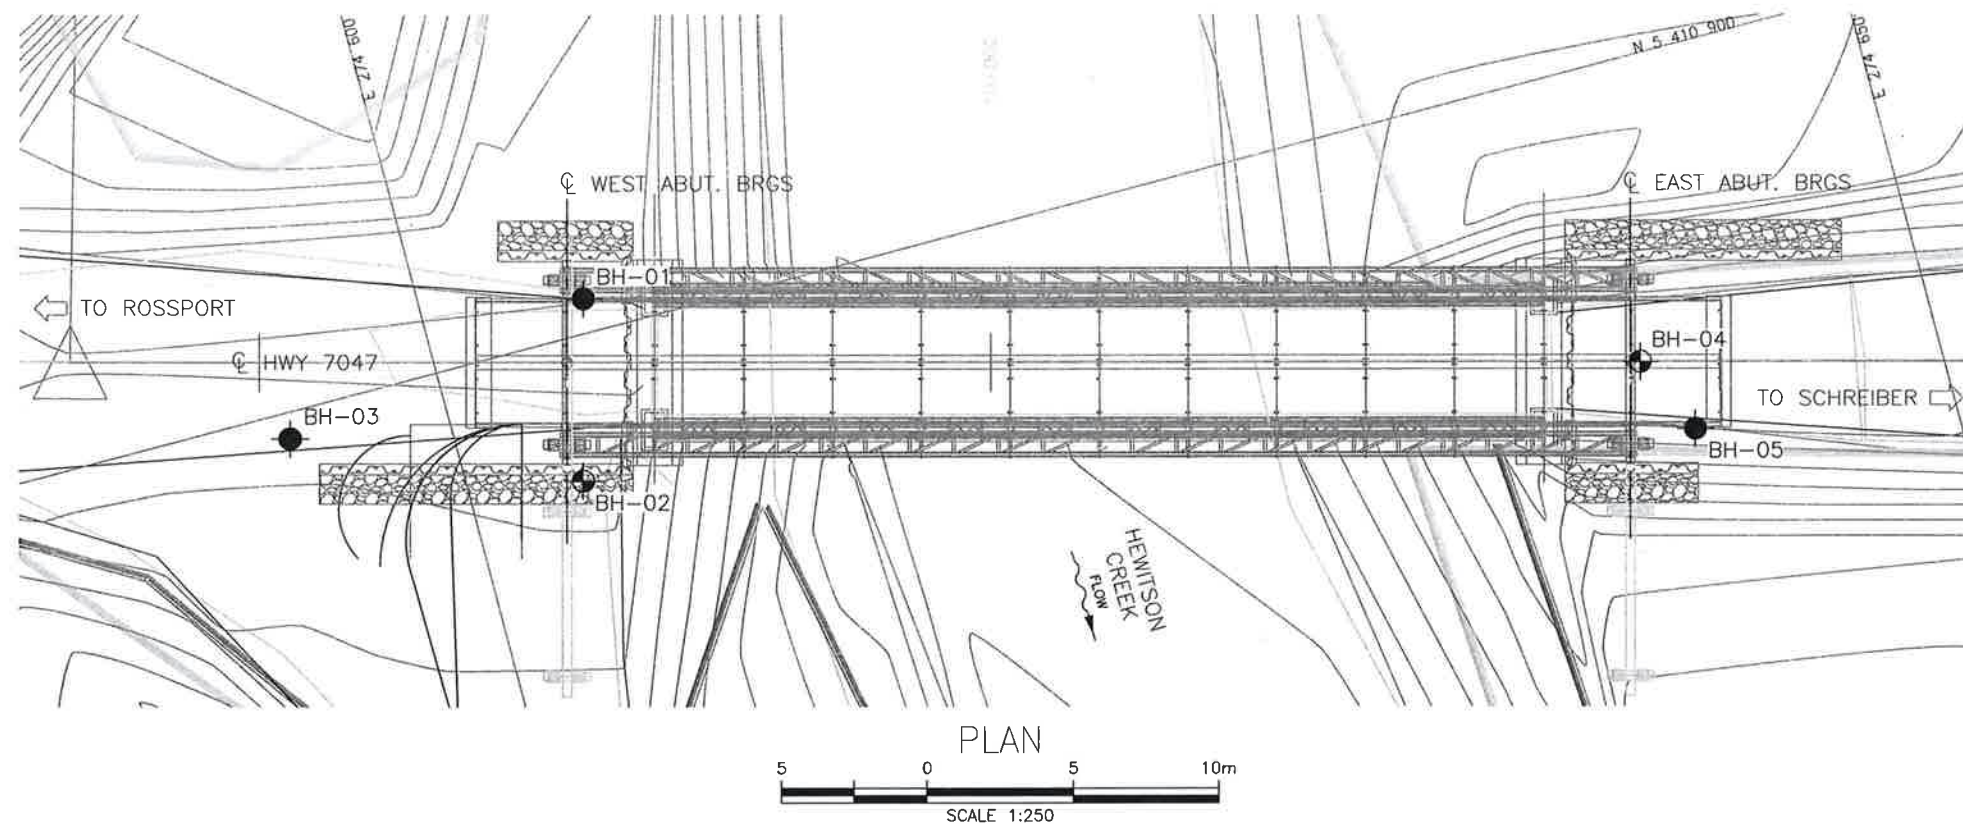 E 274 600
N 5 410 900
E 274 650
℄ WEST ABUT. BRGS
℄ EAST ABUT. BRGS
BH-01
TO ROSSPORT
℄ HWY 7047
BH-04
TO SCHREIBER
BH-03
BH-05
BH-02
HEWITSON
CREEK
FLOW
PLAN
5 0 5 10m
SCALE 1:250